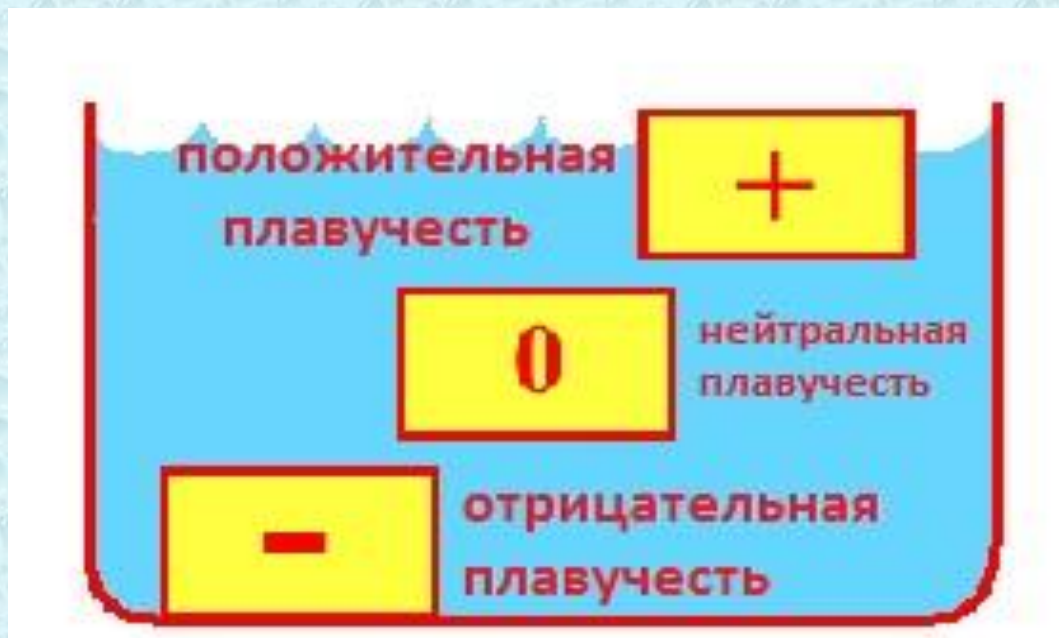 положительная
плавучесть
+
0
нейтральная
плавучесть
-
отрицательная
плавучесть